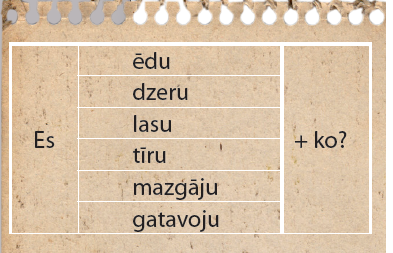 Es
ēdu
dzeru
lasu
tīru
mazgāju
gatavoju
+ ko?